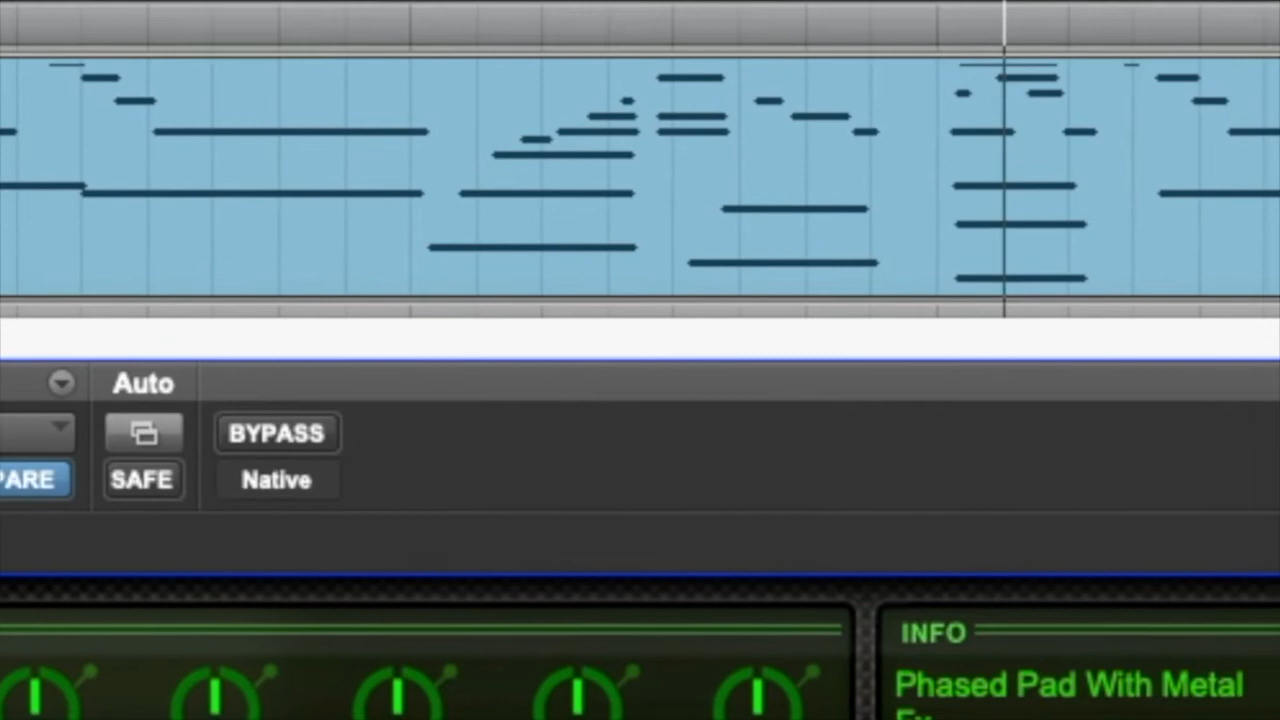 Auto
BYPASS
PARE
SAFE
Native
INFO
Phased Pad With Metal